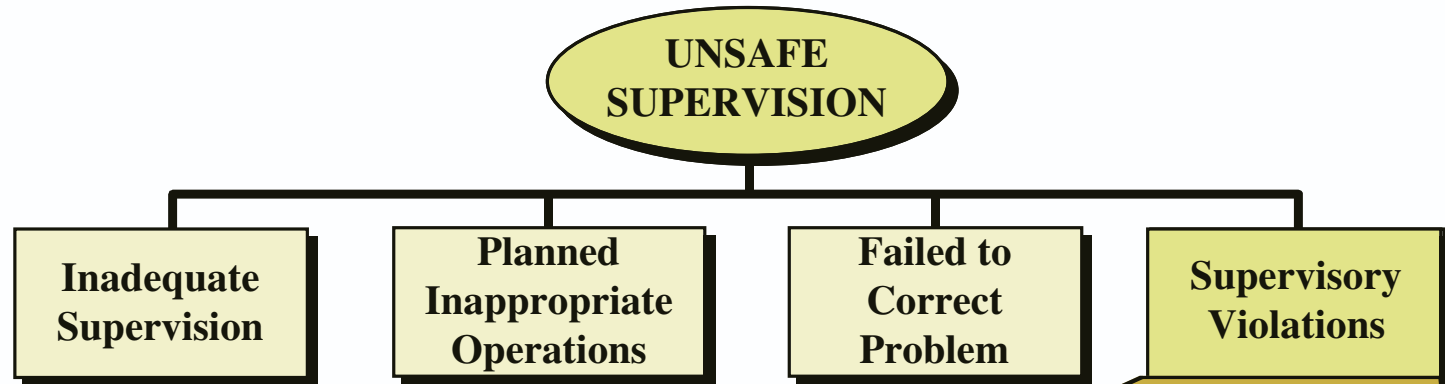 UNSAFE
SUPERVISION
Inadequate
Supervision
Planned
Inappropriate
Operations
Failed to
Correct
Problem
Supervisory
Violations